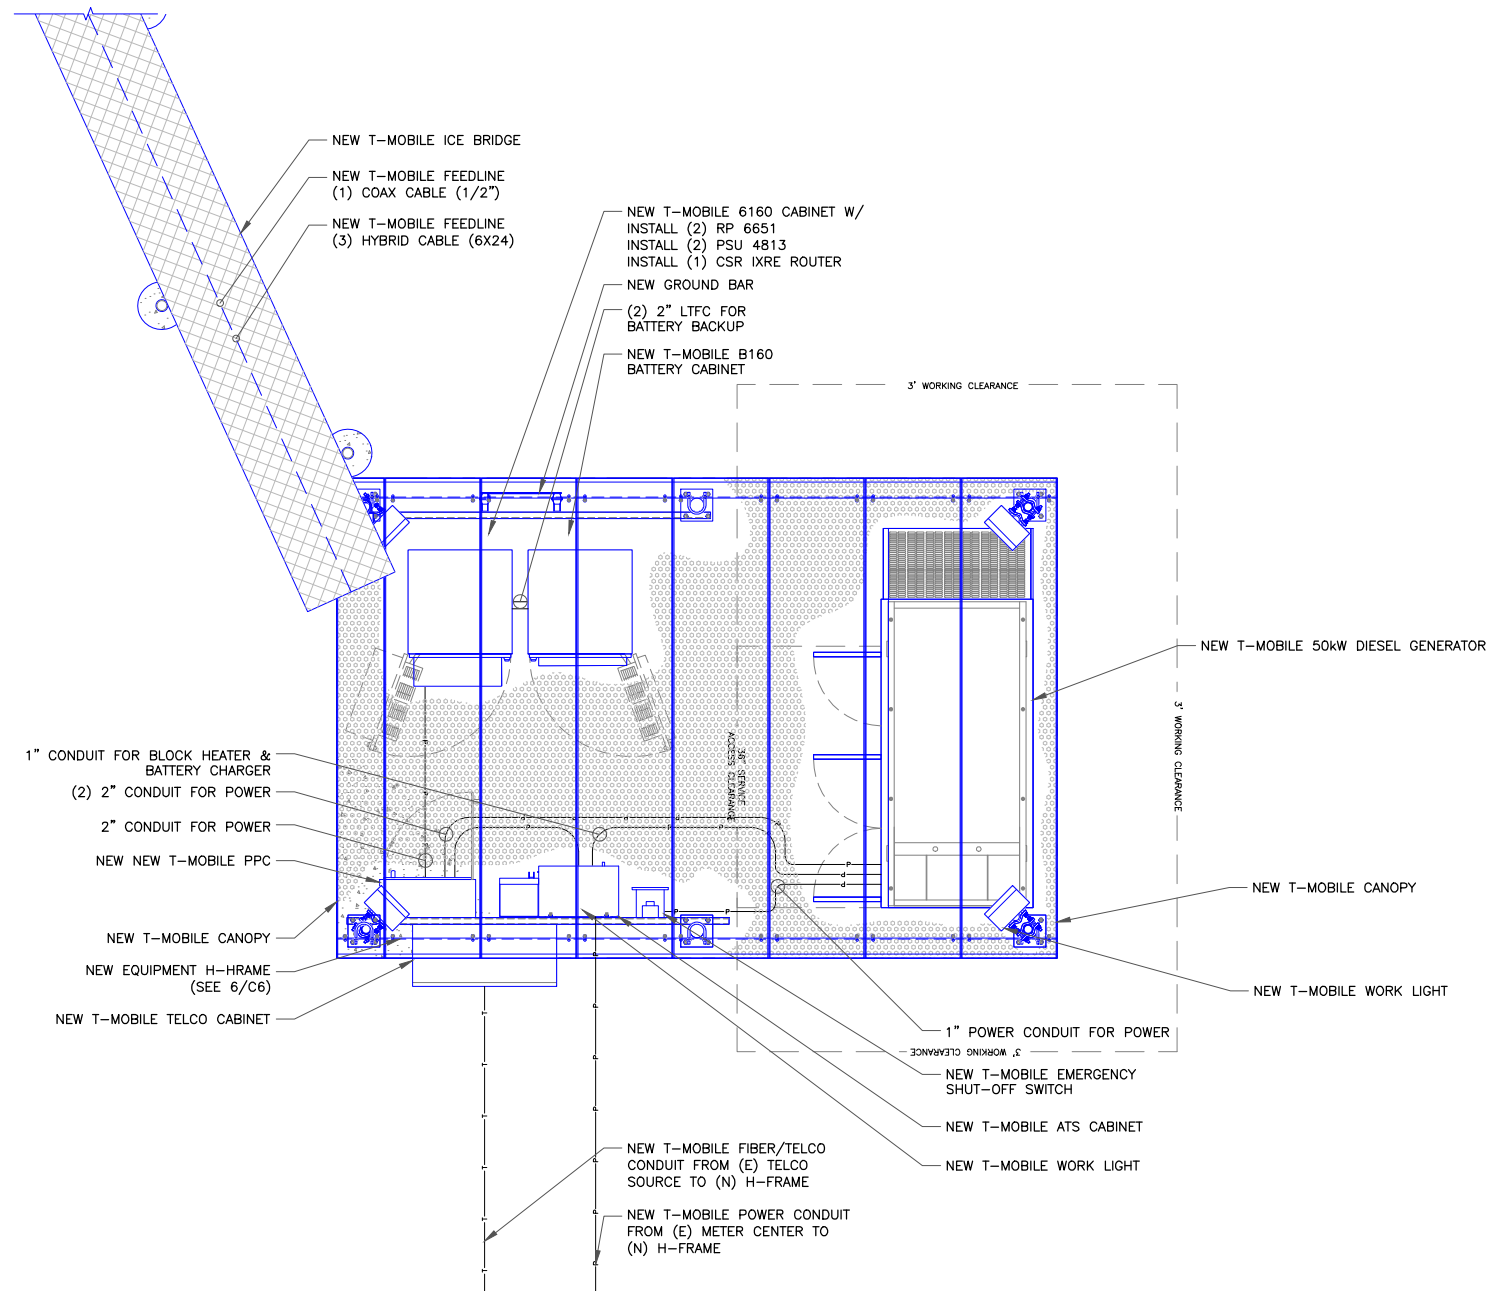 NEW T-MOBILE ICE BRIDGE
NEW T-MOBILE FEEDLINE
(1) COAX CABLE (1/2")
NEW T-MOBILE FEEDLINE
(3) HYBRID CABLE (6X24)
NEW T-MOBILE 6160 CABINET W/
INSTALL (2) RP 6651
INSTALL (2) PSU 4813
INSTALL (1) CSR IXRE ROUTER
NEW GROUND BAR
(2) 2" LTFC FOR
BATTERY BACKUP
NEW T-MOBILE B160
BATTERY CABINET
3' WORKING CLEARANCE
NEW T-MOBILE 50kW DIESEL GENERATOR
3' WORKING CLEARANCE
36" SERVICE
ACCESS CLEARANCE
1" CONDUIT FOR BLOCK HEATER &
BATTERY CHARGER
(2) 2" CONDUIT FOR POWER
2" CONDUIT FOR POWER
NEW NEW T-MOBILE PPC
NEW T-MOBILE CANOPY
NEW T-MOBILE CANOPY
NEW EQUIPMENT H-HRAME
(SEE 6/C6)
NEW T-MOBILE TELCO CABINET
NEW T-MOBILE WORK LIGHT
1" POWER CONDUIT FOR POWER
3' WORKING CLEARANCE
NEW T-MOBILE EMERGENCY
SHUT-OFF SWITCH
NEW T-MOBILE ATS CABINET
NEW T-MOBILE WORK LIGHT
NEW T-MOBILE FIBER/TELCO
CONDUIT FROM (E) TELCO
SOURCE TO (N) H-FRAME
NEW T-MOBILE POWER CONDUIT
FROM (E) METER CENTER TO
(N) H-FRAME